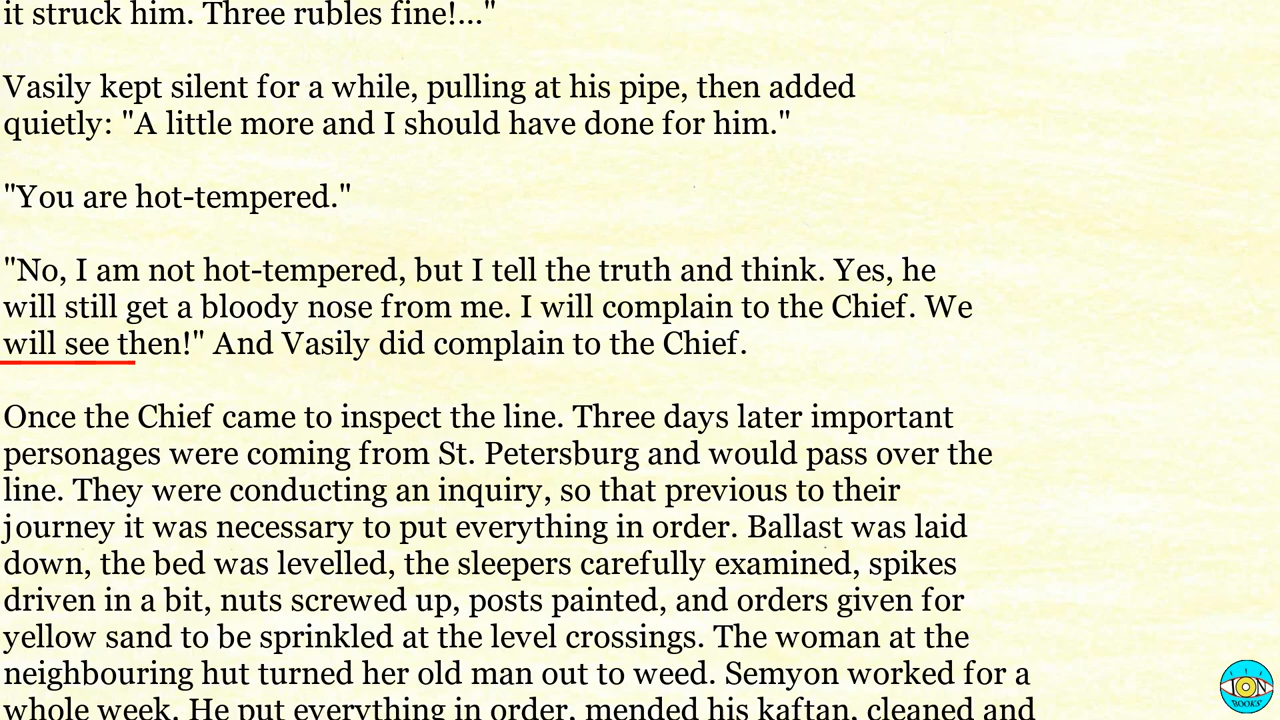 it struck him. Three rubles fine!..."
Vasily kept silent for a while, pulling at his pipe, then added
quietly: "A little more and I should have done for him."
"You are hot-tempered."
"No, I am not hot-tempered, but I tell the truth and think. Yes, he
will still get a bloody nose from me. I will complain to the Chief. We
will see then!" And Vasily did complain to the Chief.
Once the Chief came to inspect the line. Three days later important
personages were coming from St. Petersburg and would pass over the
line. They were conducting an inquiry, so that previous to their
journey it was necessary to put everything in order. Ballast was laid
down, the bed was levelled, the sleepers carefully examined, spikes
driven in a bit, nuts screwed up, posts painted, and orders given for
yellow sand to be sprinkled at the level crossings. The woman at the
neighbouring hut turned her old man out to weed. Semyon worked for a
whole week. He put everything in order, mended his kaftan, cleaned and
ION
BOOKS